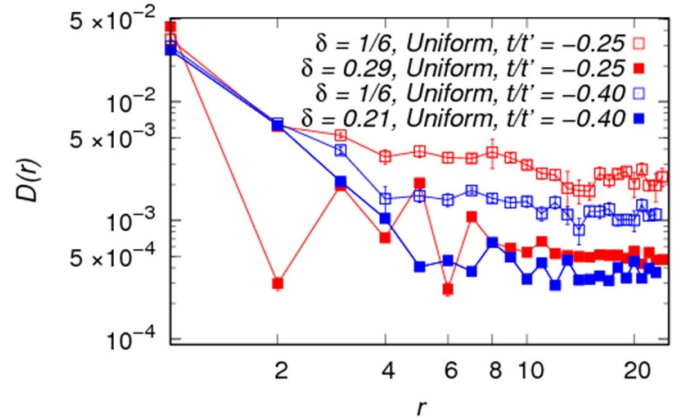 5 ×10⁻²
δ = 1/6, Uniform, t/t' = −0.25
δ = 0.29, Uniform, t/t' = −0.25
10⁻²
δ = 1/6, Uniform, t/t' = −0.40
5 ×10⁻³
δ = 0.21, Uniform, t/t' = −0.40
D(r)
10⁻³
5 ×10⁻⁴
10⁻⁴
2 4 6 8 10 20
r